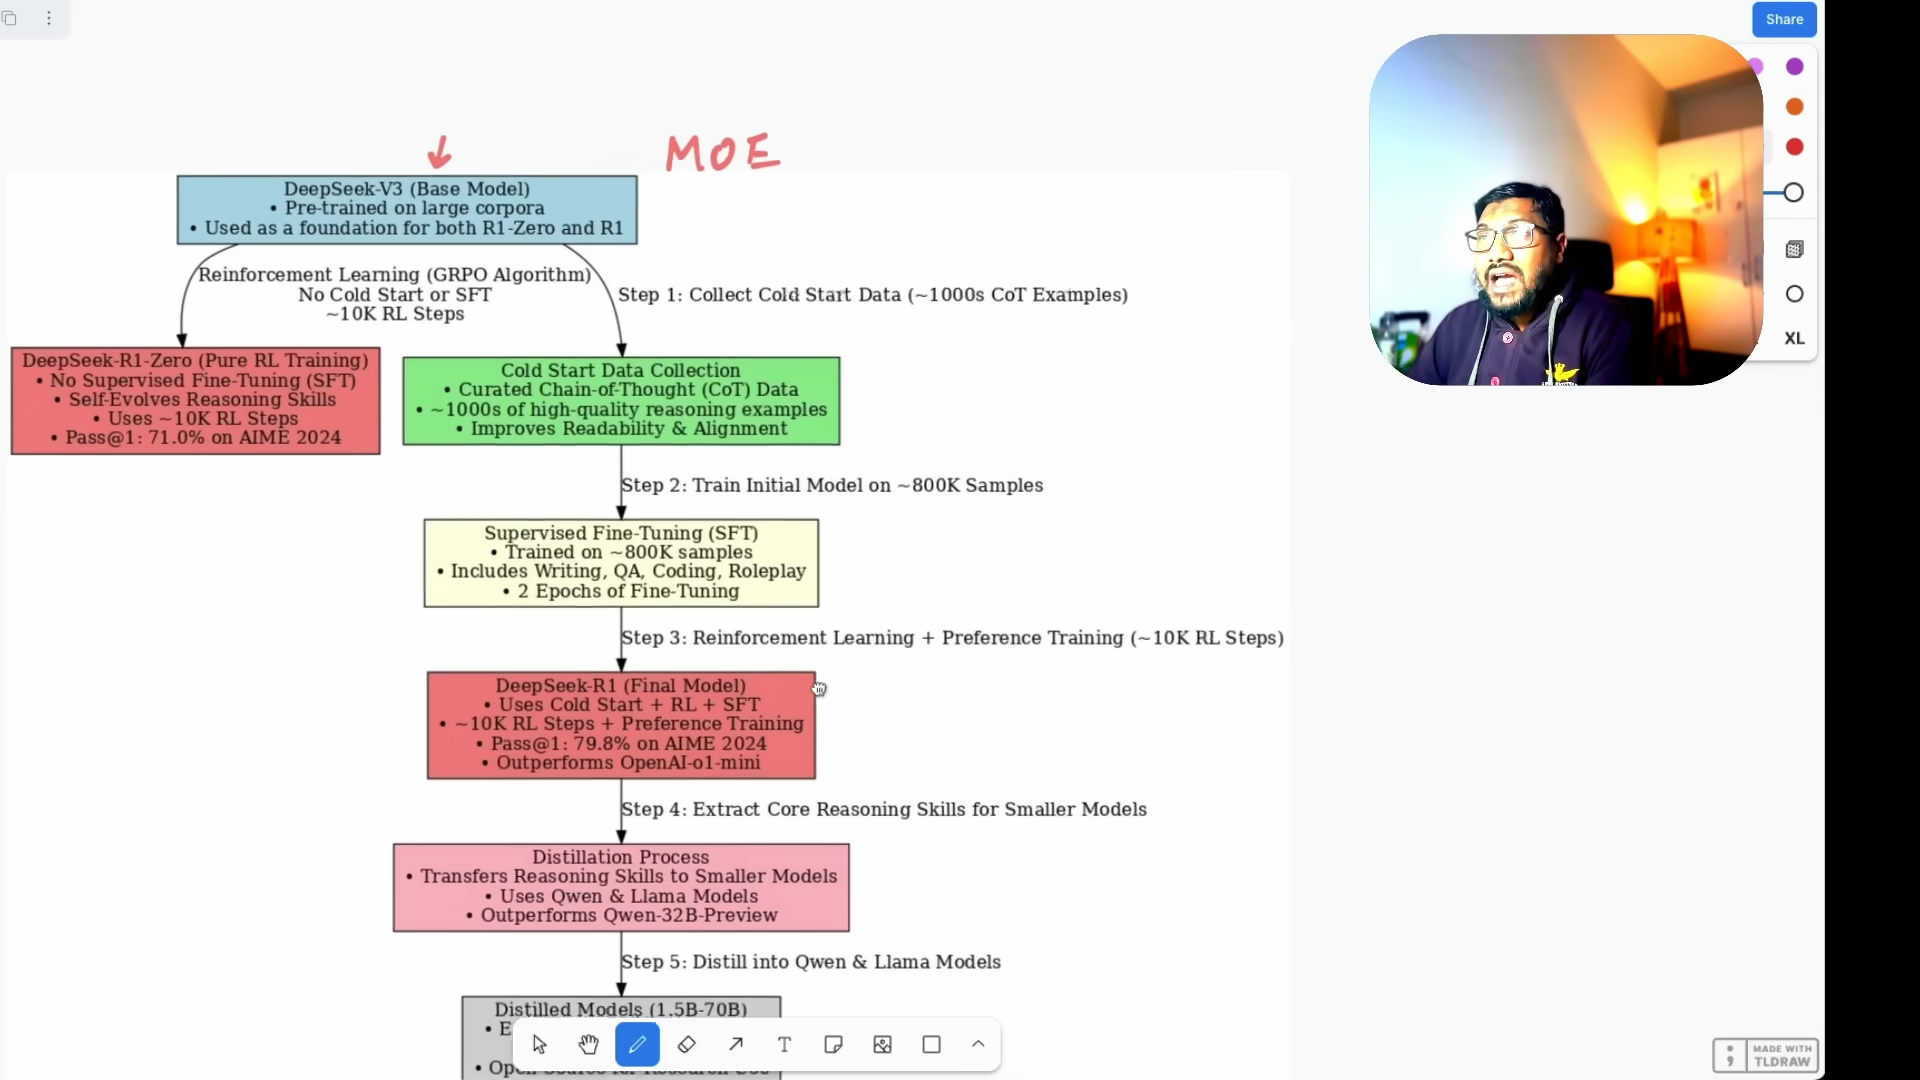 Share
MOE
DeepSeek-V3 (Base Model)
• Pre-trained on large corpora
• Used as a foundation for both R1-Zero and R1
Reinforcement Learning (GRPO Algorithm)
No Cold Start or SFT
~10K RL Steps
Step 1: Collect Cold Start Data (~1000s CoT Examples)
DeepSeek-R1-Zero (Pure RL Training)
• No Supervised Fine-Tuning (SFT)
• Self-Evolves Reasoning Skills
• Uses ~10K RL Steps
• Pass@1: 71.0% on AIME 2024
Cold Start Data Collection
• Curated Chain-of-Thought (CoT) Data
• ~1000s of high-quality reasoning examples
• Improves Readability & Alignment
XL
Step 2: Train Initial Model on ~800K Samples
Supervised Fine-Tuning (SFT)
• Trained on ~800K samples
• Includes Writing, QA, Coding, Roleplay
• 2 Epochs of Fine-Tuning
Step 3: Reinforcement Learning + Preference Training (~10K RL Steps)
DeepSeek-R1 (Final Model)
• Uses Cold Start + RL + SFT
• ~10K RL Steps + Preference Training
• Pass@1: 79.8% on AIME 2024
• Outperforms OpenAI-o1-mini
Step 4: Extract Core Reasoning Skills for Smaller Models
Distillation Process
• Transfers Reasoning Skills to Smaller Models
• Uses Qwen & Llama Models
• Outperforms Qwen-32B-Preview
Step 5: Distill into Qwen & Llama Models
Distilled Models (1.5B-70B)
MADE WITH
TLDRAW